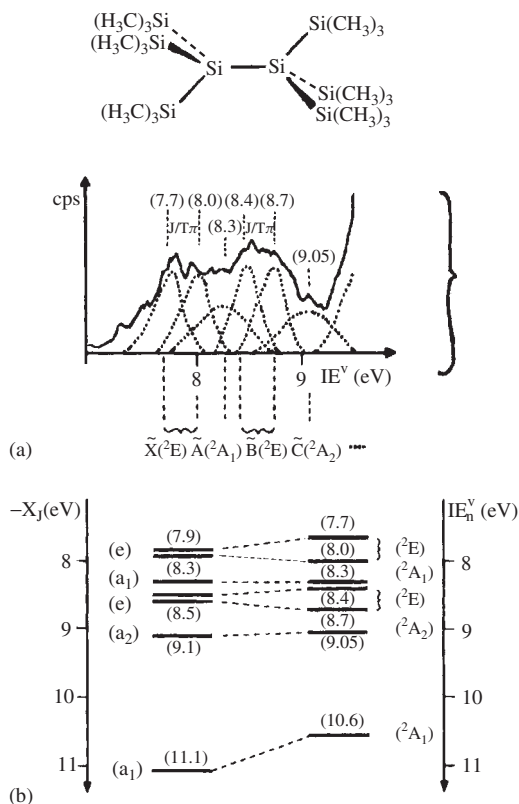 (H₃C)₃Si
(H₃C)₃Si
Si(CH₃)₃
Si — Si
(H₃C)₃Si
Si(CH₃)₃
Si(CH₃)₃
cps
(7.7) (8.0) (8.4) (8.7)
J/Tπ (8.3) J/Tπ
(9.05)
8 9 IEᵛ (eV)
(a) X̃(²E) Ã(²A₁) B̃(²E) C̃(²A₂)
−X_J(eV) IEₙᵛ (eV)
(7.9) (7.7)
8 (e) (8.0) (²E) 8
(a₁) (8.3) (8.3) (²A₁)
(e) (8.4) (²E)
(8.5) (8.7)
9 (a₂) (²A₂) 9
(9.1) (9.05)
10 10
(10.6)
(²A₁)
11 (a₁) (11.1) 11
(b)